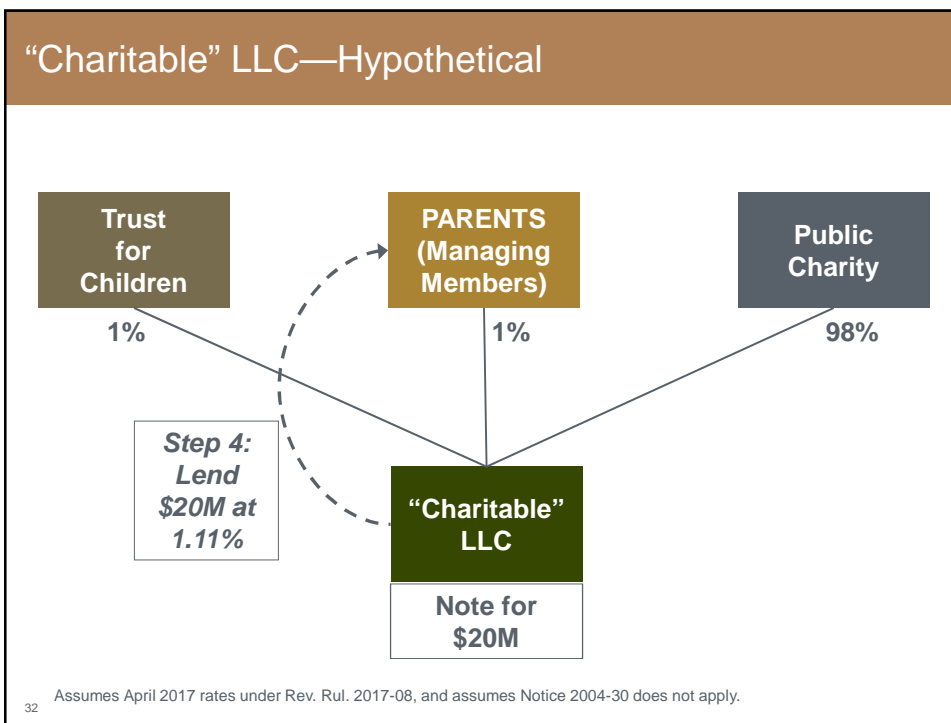 “Charitable” LLC—Hypothetical
Trust
for
Children
PARENTS
(Managing
Members)
Public
Charity
1%
1%
98%
Step 4:
Lend
$20M at
1.11%
“Charitable”
LLC
Note for
$20M
Assumes April 2017 rates under Rev. Rul. 2017-08, and assumes Notice 2004-30 does not apply.
32